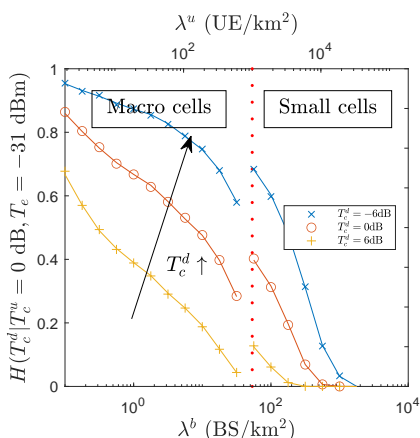 λ^u (UE/km^2)
10^2 10^4
Macro cells
Small cells
H(T_c^d|T_c^u = 0 dB, T_e = −31 dBm)
1
0.8
0.6
0.4
0.2
0
T_c^d = −6dB
T_c^d = 0dB
T_c^d = 6dB
T_c^d ↑
10^0 10^2 10^4
λ^b (BS/km^2)